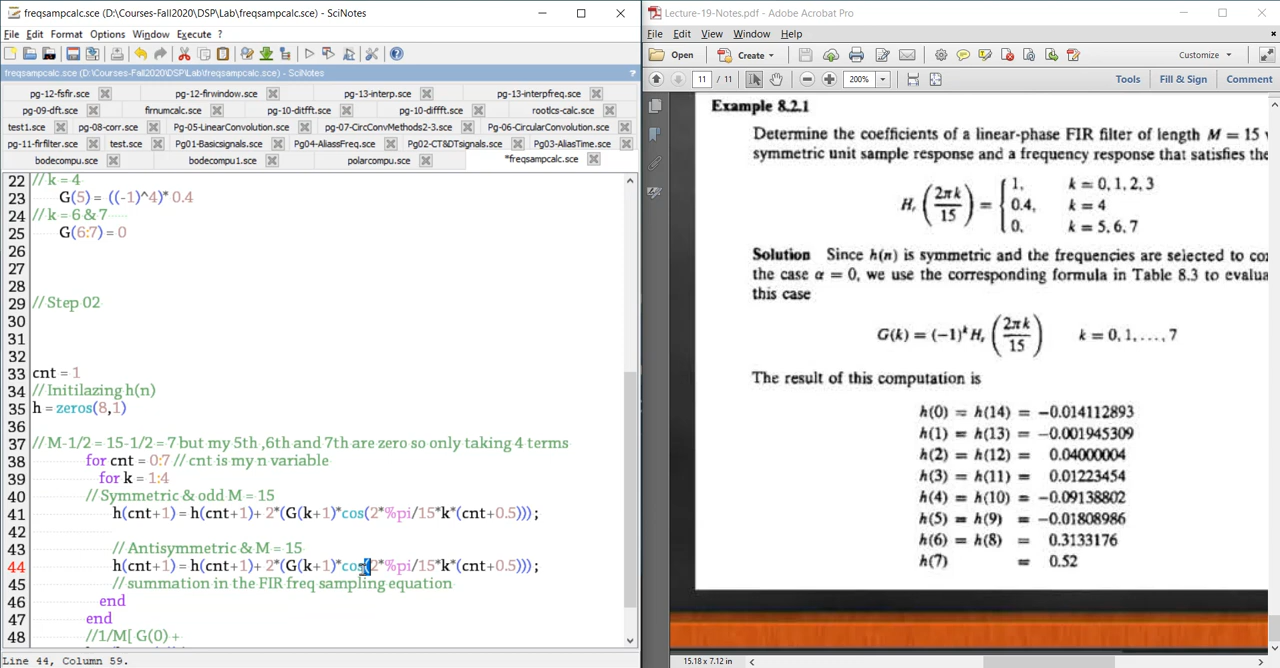 freqsampcalc.sce (D:\Courses-Fall2020\DSP\Lab\freqsampcalc.sce) - SciNotes
File Edit Format Options Window Execute ?
freqsampcalc.sce (D:\Courses-Fall2020\DSP\Lab\freqsampcalc.sce) - SciNotes ?
pg-12-fsfir.sce pg-12-firwindow.sce pg-13-interp.sce pg-13-interpfreq.sce
pg-09-dft.sce firnumcalc.sce pg-10-ditfft.sce pg-10-diffft.sce rootlcs-calc.sce
test1.sce pg-08-corr.sce Pg-05-LinearConvolution.sce pg-07-CircConvMethods2-3.sce Pg-06-CircularConvolution.sce
pg-11-firfilter.sce test.sce Pg01-Basicsignals.sce Pg04-AliassFreq.sce Pg02-CT&DTsignals.sce Pg03-AliasTime.sce
bodecompu.sce bodecompu1.sce polarcompu.sce *freqsampcalc.sce
22 // k = 4
23 G(5) = ((-1)^4)* 0.4
24 // k = 6 & 7
25 G(6:7) = 0
26
27
28
29 // Step 02
30
31
32
33 cnt = 1
34 // Initilazing h(n)
35 h = zeros(8,1)
36
37 // M-1/2 = 15-1/2 = 7 but my 5th ,6th and 7th are zero so only taking 4 terms
38 for cnt = 0:7 // cnt is my n variable
39 for k = 1:4
40 // Symmetric & odd M = 15
41 h(cnt+1) = h(cnt+1)+ 2*(G(k+1)*cos(2*%pi/15*k*(cnt+0.5)));
42
43 // Antisymmetric & M = 15
44 h(cnt+1) = h(cnt+1)+ 2*(G(k+1)*cos(2*%pi/15*k*(cnt+0.5)));
45 // summation in the FIR freq sampling equation
46 end
47 end
48 //1/M[ G(0) +
Line 44, Column 59.
Lecture-19-Notes.pdf - Adobe Acrobat Pro
File Edit View Window Help
Open Create Customize
11 / 11 200% Tools Fill & Sign Comment
Example 8.2.1
Determine the coefficients of a linear-phase FIR filter of length M = 15
symmetric unit sample response and a frequency response that satisfies the
H_r (2πk/15) = { 1, k = 0, 1, 2, 3
0.4, k = 4
0, k = 5, 6, 7
Solution Since h(n) is symmetric and the frequencies are selected to
the case α = 0, we use the corresponding formula in Table 8.3 to
this case
G(k) = (-1)^k H_r (2πk/15) k = 0, 1, ..., 7
The result of this computation is
h(0) = h(14) = -0.014112893
h(1) = h(13) = -0.001945309
h(2) = h(12) = 0.04000004
h(3) = h(11) = 0.01223454
h(4) = h(10) = -0.09138802
h(5) = h(9) = -0.01808986
h(6) = h(8) = 0.3133176
h(7) = 0.52
15.18 x 7.12 in